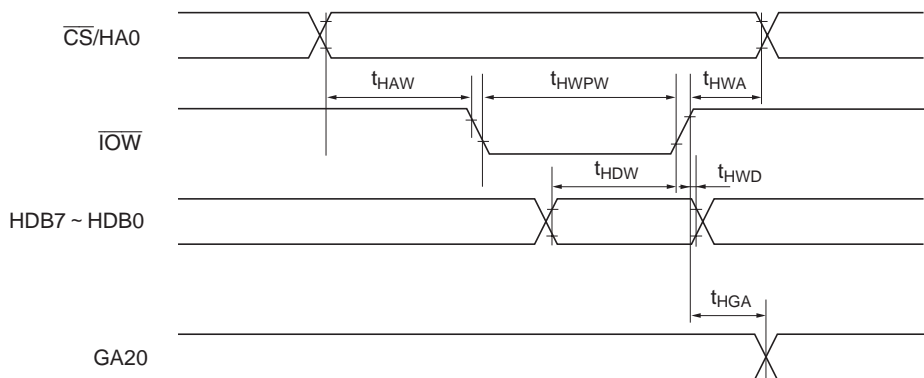 CS/HA0
tHAW
tHWPW
tHWA
IOW
tHDW
tHWD
HDB7 ~ HDB0
tHGA
GA20